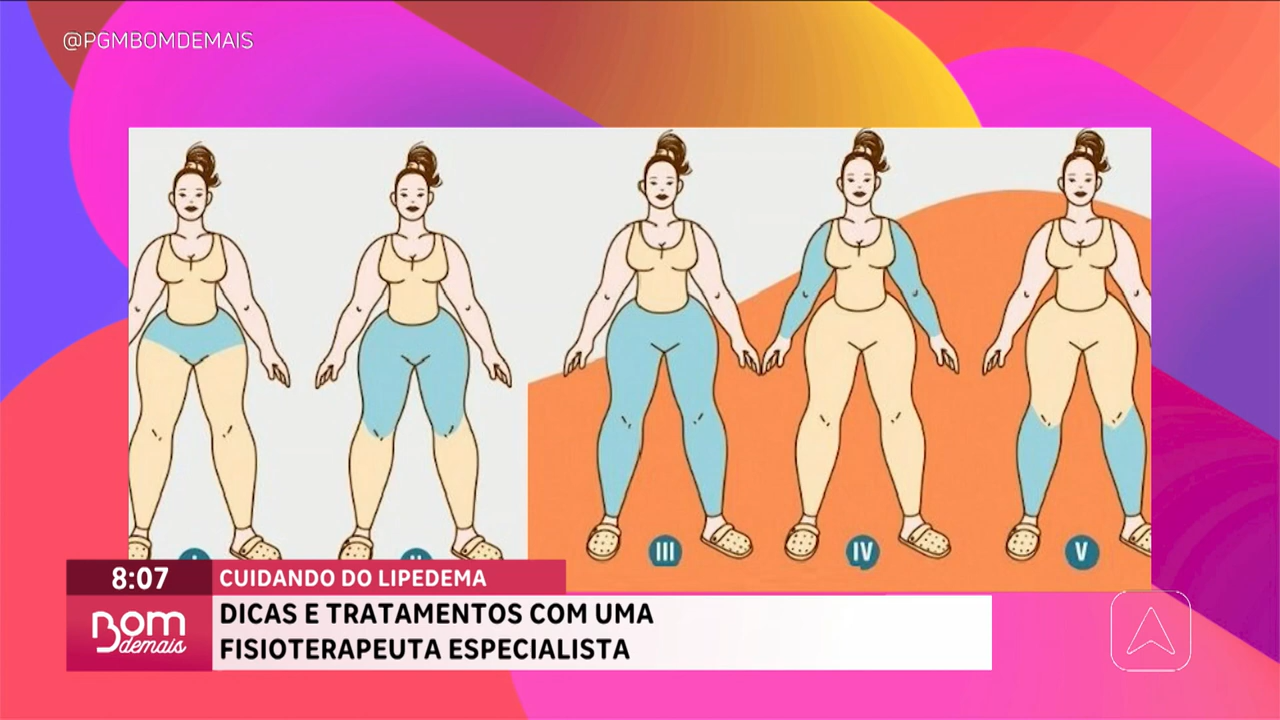 @PGMBOMDEMAIS
III
IV
V
8:07
CUIDANDO DO LIPEDEMA
BOM
demais
DICAS E TRATAMENTOS COM UMA
FISIOTERAPEUTA ESPECIALISTA